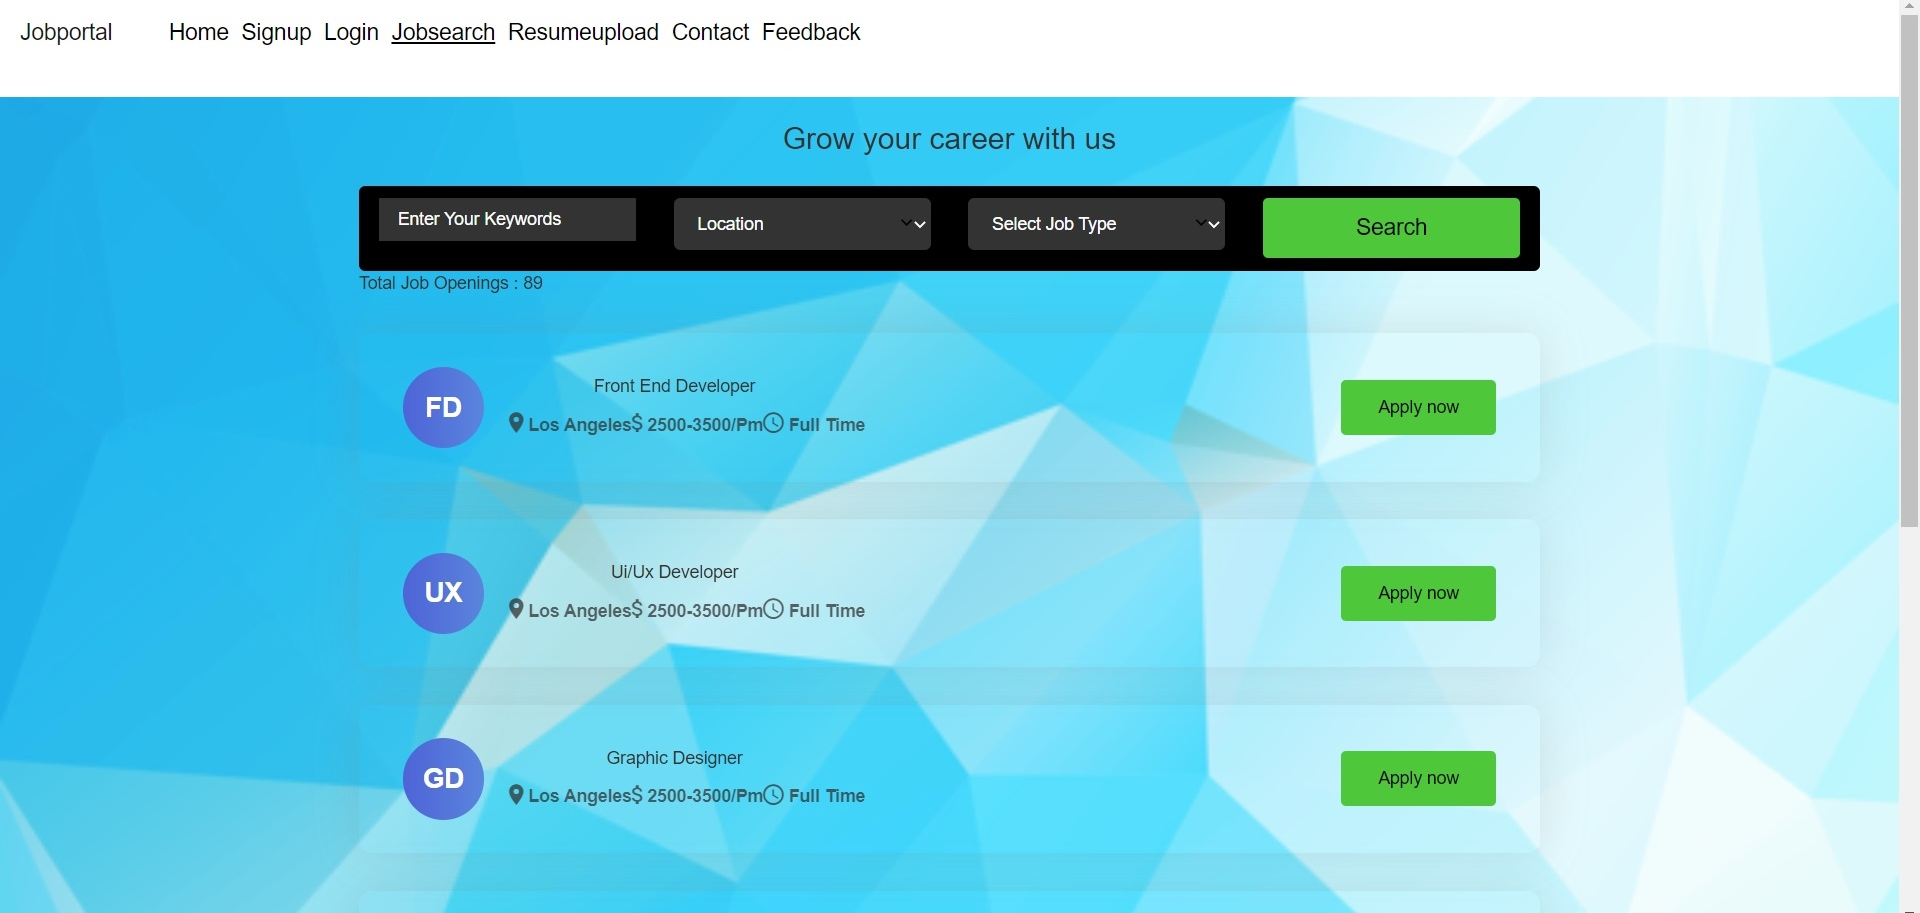 Jobportal Home Signup Login Jobsearch Resumeupload Contact Feedback
Grow your career with us
Enter Your Keywords Location Select Job Type Search
Total Job Openings : 89
FD
Front End Developer
Los Angeles$ 2500-3500/Pm Full Time
Apply now
UX
Ui/Ux Developer
Los Angeles$ 2500-3500/Pm Full Time
Apply now
GD
Graphic Designer
Los Angeles$ 2500-3500/Pm Full Time
Apply now